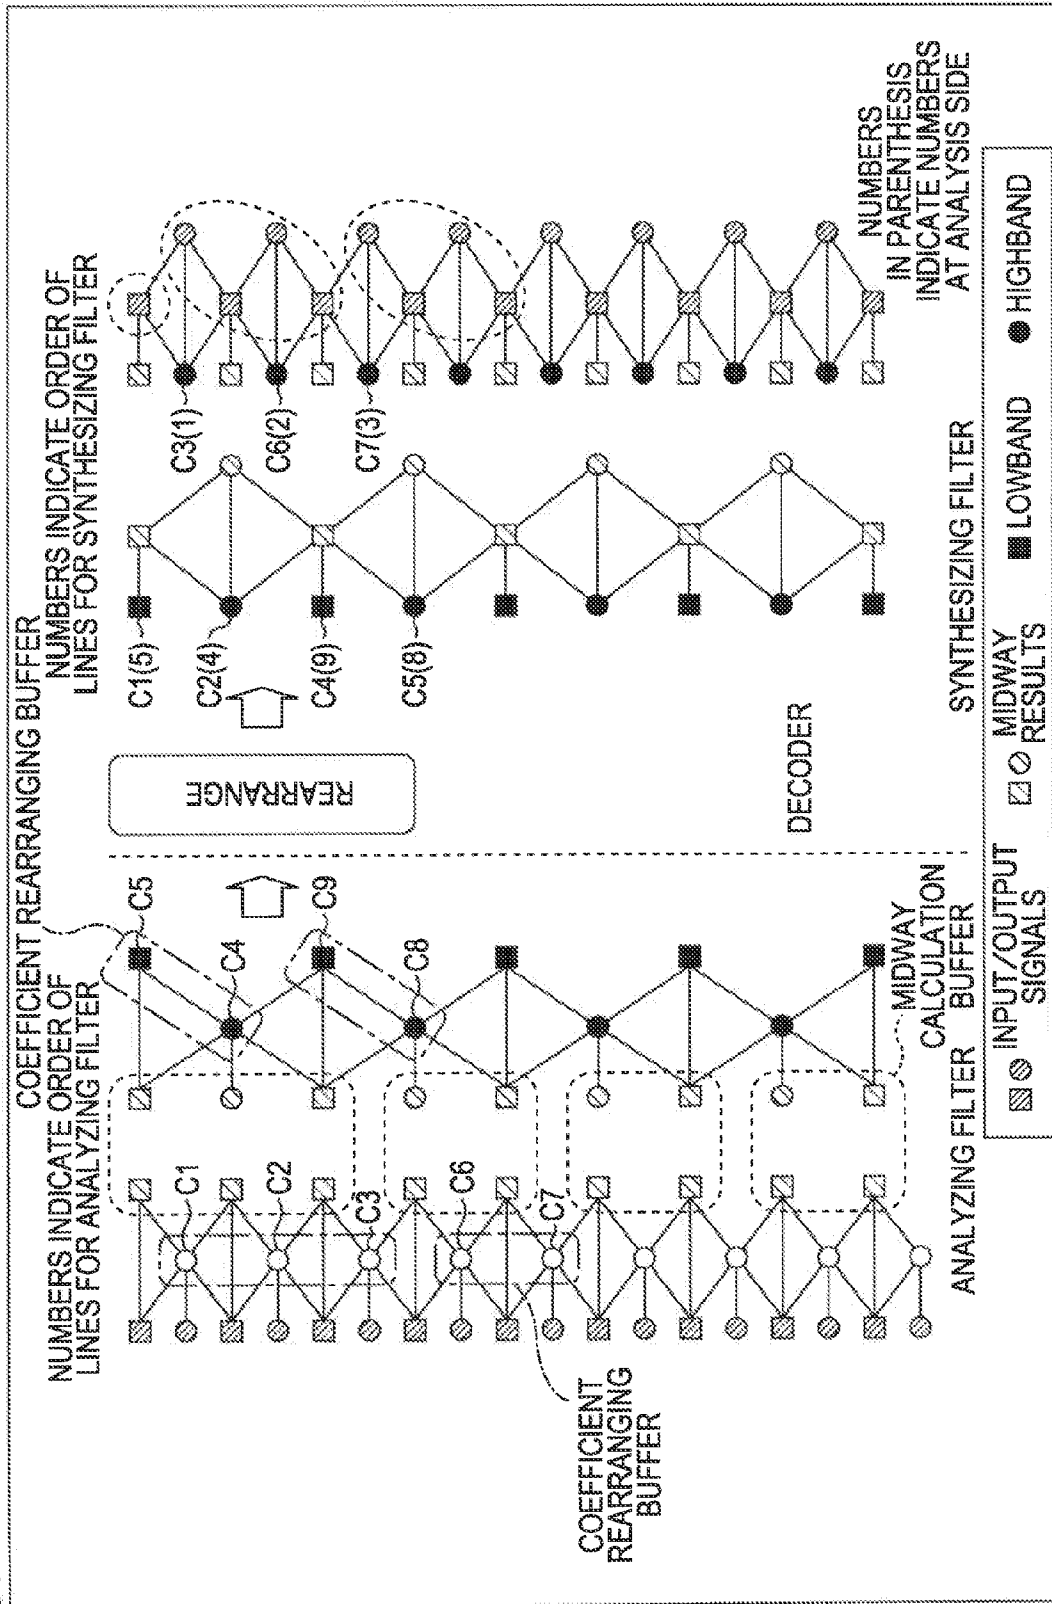 COEFFICIENT REARRANGING BUFFER
NUMBERS INDICATE ORDER OF
LINES FOR ANALYZING FILTER
NUMBERS INDICATE ORDER OF
LINES FOR SYNTHESIZING FILTER
C1
C2
C3
C6
C7
C5
C4
C9
C8
REARRANGE
C1(5)
C2(4)
C4(9)
C5(8)
C3(1)
C6(2)
C7(3)
COEFFICIENT
REARRANGING
BUFFER
MIDWAY
CALCULATION
BUFFER
DECODER
NUMBERS
IN PARENTHESIS
INDICATE NUMBERS
AT ANALYSIS SIDE
ANALYZING FILTER
SYNTHESIZING FILTER
INPUT/OUTPUT
SIGNALS
MIDWAY
RESULTS
LOWBAND
HIGHBAND